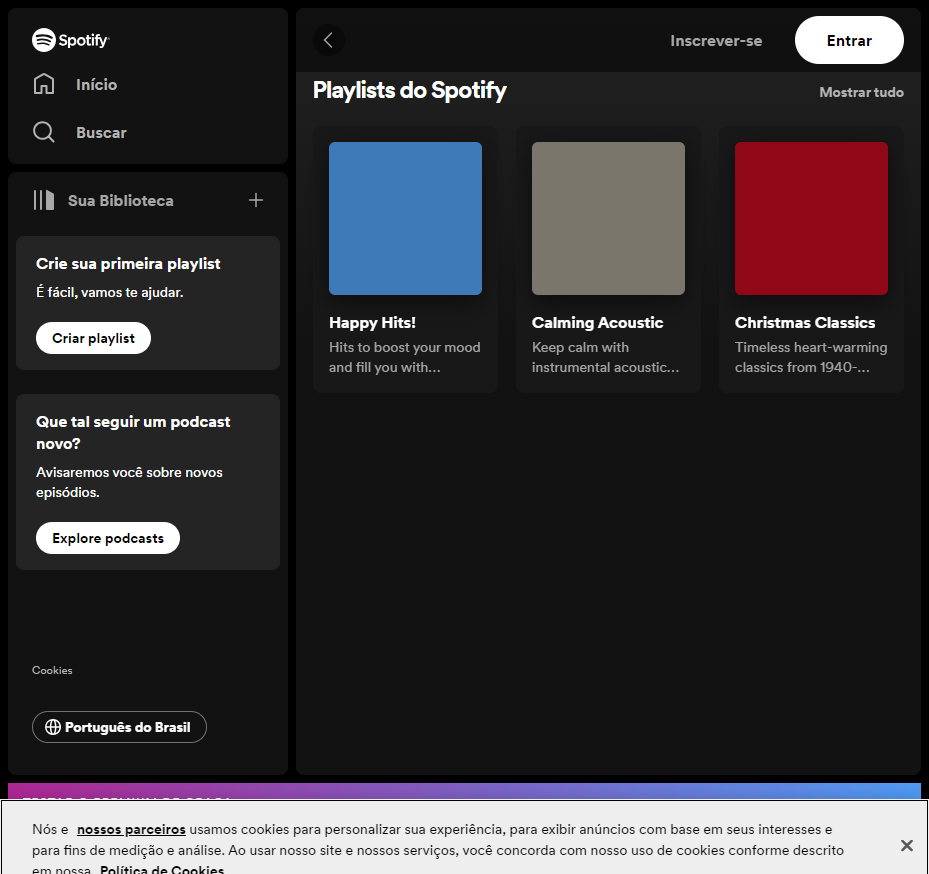 Spotify
Início
Buscar
Sua Biblioteca
Crie sua primeira playlist
É fácil, vamos te ajudar.
Criar playlist
Que tal seguir um podcast
novo?
Avisaremos você sobre novos
episódios.
Explore podcasts
Cookies
Português do Brasil
Inscrever-se
Entrar
Playlists do Spotify
Mostrar tudo
Happy Hits!
Hits to boost your mood
and fill you with...
Calming Acoustic
Keep calm with
instrumental acoustic...
Christmas Classics
Timeless heart-warming
classics from 1940-...
Nós e nossos parceiros usamos cookies para personalizar sua experiência, para exibir anúncios com base em seus interesses e
para fins de medição e análise. Ao usar nosso site e nossos serviços, você concorda com nosso uso de cookies conforme descrito
em nossa Política de Cookies